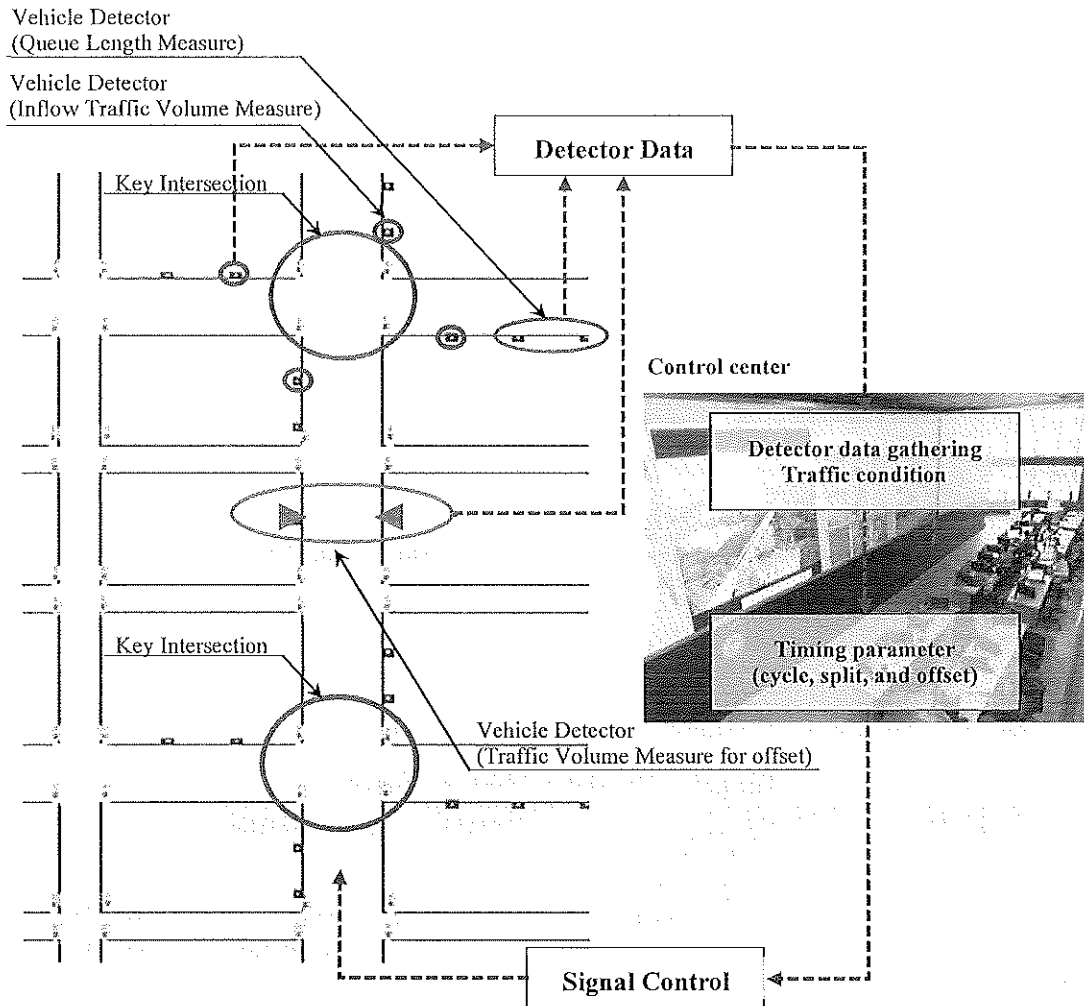 Vehicle Detector
(Queue Length Measure)
Vehicle Detector
(Inflow Traffic Volume Measure)
Detector Data
Key Intersection
Control center
Detector data gathering
Traffic condition
Timing parameter
(cycle, split, and offset)
Key Intersection
Vehicle Detector
(Traffic Volume Measure for offset)
Signal Control